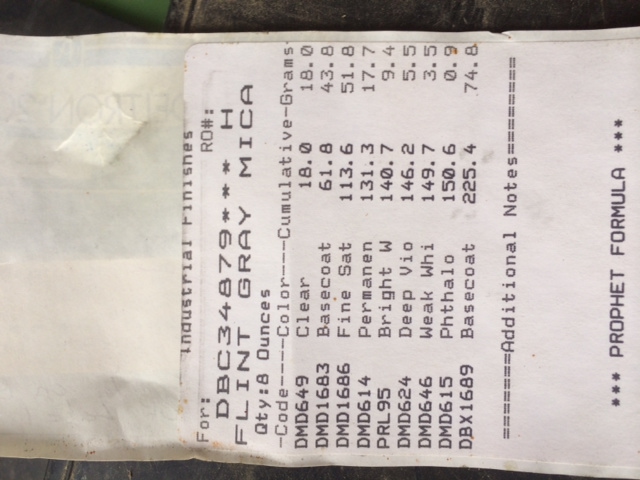 Industrial Finishes
For: RO#:
DBC34879*** H
FLINT GRAY MICA
Qty:8 Ounces
-Code----Color---Cumulative-Grams-
DMD649 Clear 18.0 18.0
DMD1683 Basecoat 61.8 43.8
DMD1686 Fine Sat 113.6 51.8
DMD614 Permanen 131.3 17.7
PRL95 Bright W 140.7 9.4
DMD624 Deep Vio 146.2 5.5
DMD646 Weak Whi 149.7 3.5
DMD615 Phthalo 150.6 0.9
DBX1689 Basecoat 225.4 74.8
=======Additional Notes========
*** PROPHET FORMULA ***